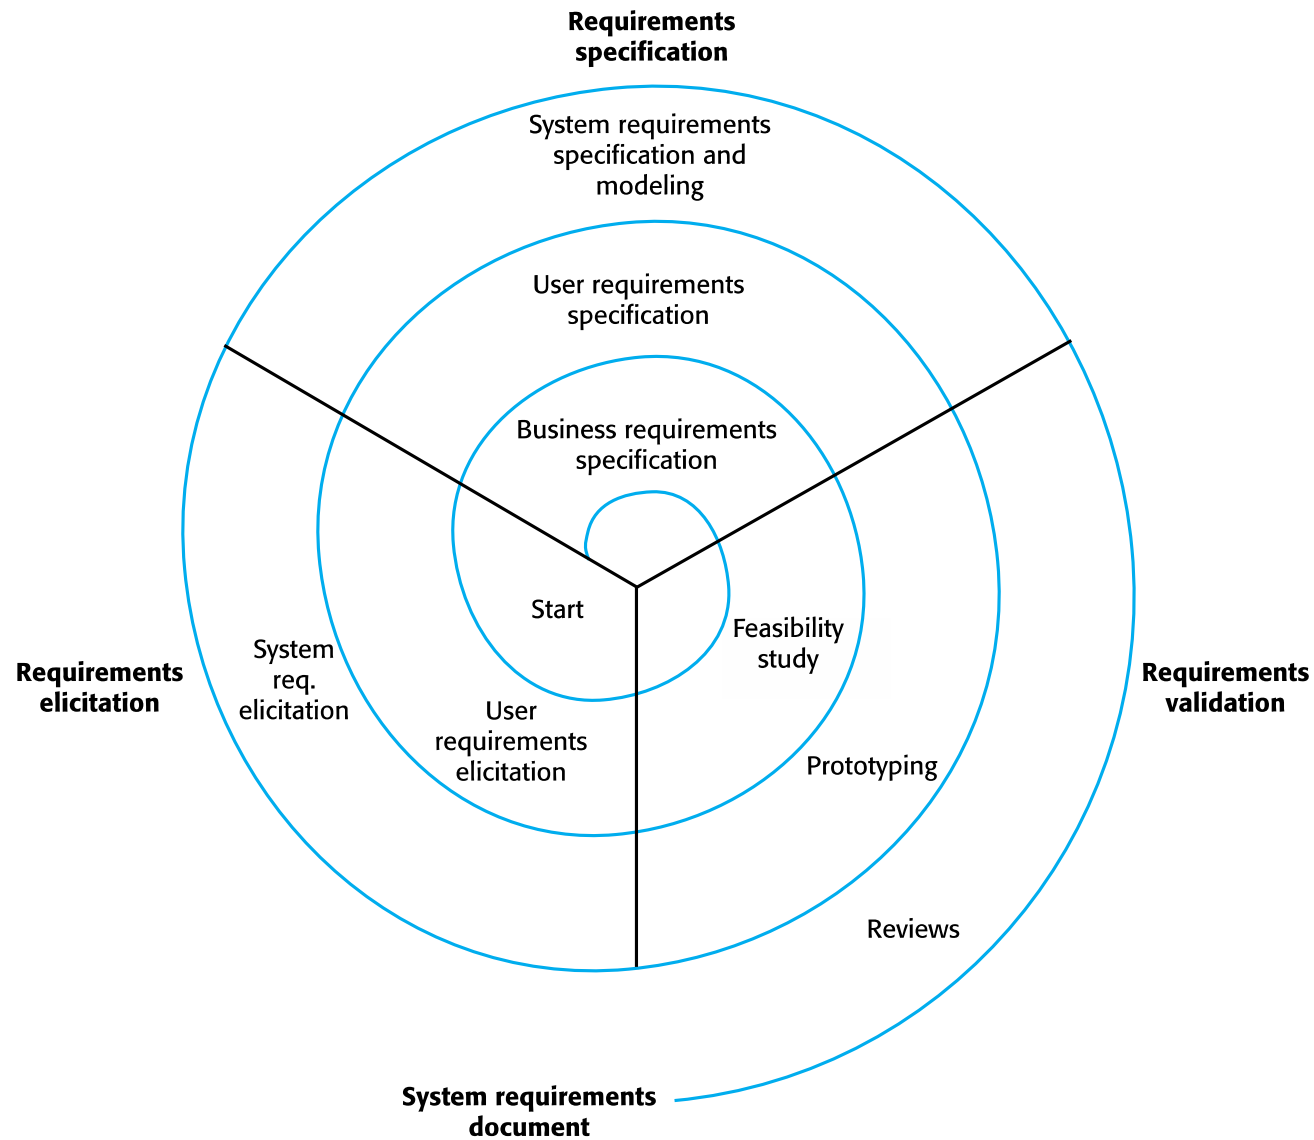 Requirements
specification
System requirements
specification and
modeling
User requirements
specification
Business requirements
specification
Start
Feasibility
study
System
req.
elicitation
Requirements
elicitation
Requirements
validation
User
requirements
elicitation
Prototyping
Reviews
System requirements
document